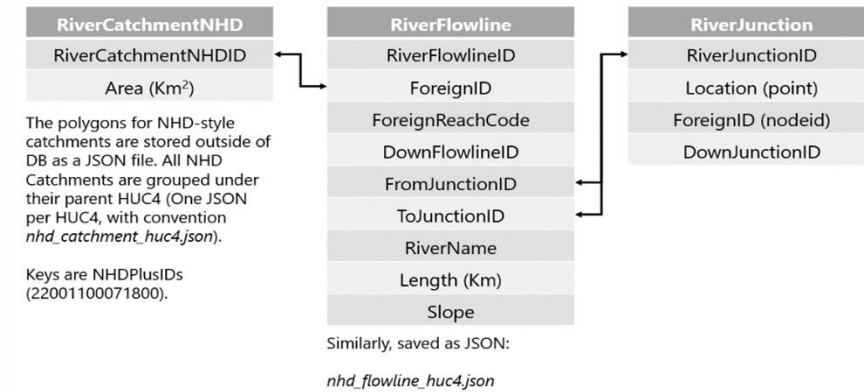 RiverCatchmentNHD
RiverCatchmentNHDID
Area (Km²)
The polygons for NHD-style
catchments are stored outside of
DB as a JSON file. All NHD
Catchments are grouped under
their parent HUC4 (One JSON
per HUC4, with convention
nhd_catchment_huc4.json).
Keys are NHDPlusIDs
(22001100071800).
RiverFlowline
RiverFlowlineID
ForeignID
ForeignReachCode
DownFlowlineID
FromJunctionID
ToJunctionID
RiverName
Length (Km)
Slope
Similarly, saved as JSON:
nhd_flowline_huc4.json
RiverJunction
RiverJunctionID
Location (point)
ForeignID (nodeid)
DownJunctionID